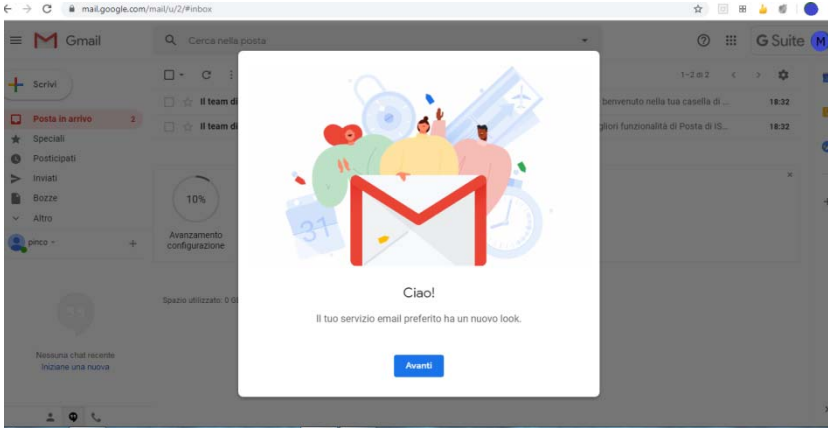 mail.google.com/mail/u/2/#inbox
Gmail
Cerca nella posta
G Suite
M
Scrivi
1-2 di 2
Posta in arrivo 2
Il team di
benvenuto nella tua casella di ...
18:32
Speciali
Il team di
gliori funzionalità di Posta di iS...
18:32
Posticipati
Inviati
Bozze
Altro
10%
Avanzamento
configurazione
pinco
31
Ciao!
Il tuo servizio email preferito ha un nuovo look.
Avanti
Spazio utilizzato: 0
Nessuna chat recente
Iniziane una nuova